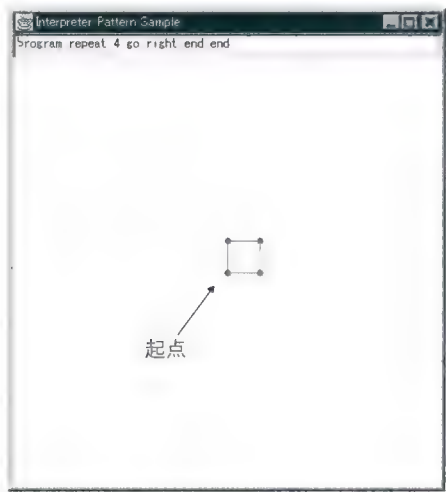 Interpreter Pattern Sample
program repeat 4 go right end end
起点